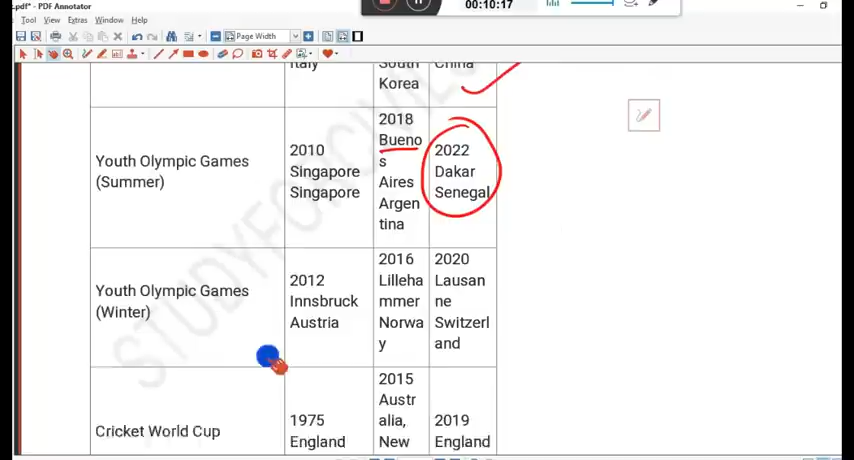 .pdf* - PDF Annotator
00:10:17
Tool View Extras Window Help
Page Width
Italy
South
Korea
China
Youth Olympic Games
(Summer)
2010
Singapore
Singapore
2018
Bueno
s
Aires
Argen
tina
2022
Dakar
Senegal
Youth Olympic Games
(Winter)
2012
Innsbruck
Austria
2016
Lilleha
mmer
Norwa
y
2020
Lausan
ne
Switzerl
and
Cricket World Cup
1975
England
2015
Austr
alia,
New
2019
England
STUDYFORCIVILS